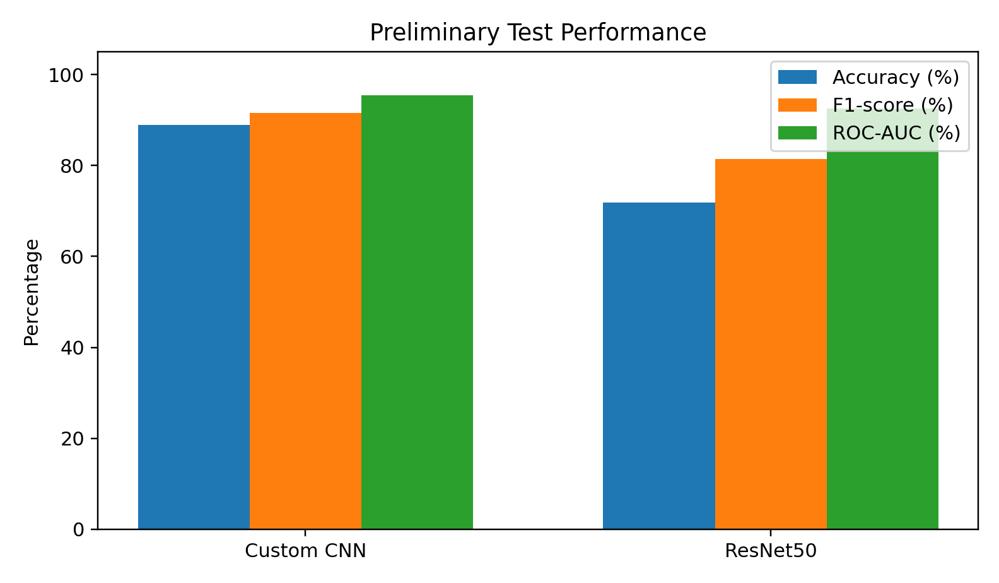 Preliminary Test Performance
100
80
60
40
20
0
Percentage
Accuracy (%)
F1-score (%)
ROC-AUC (%)
Custom CNN
ResNet50